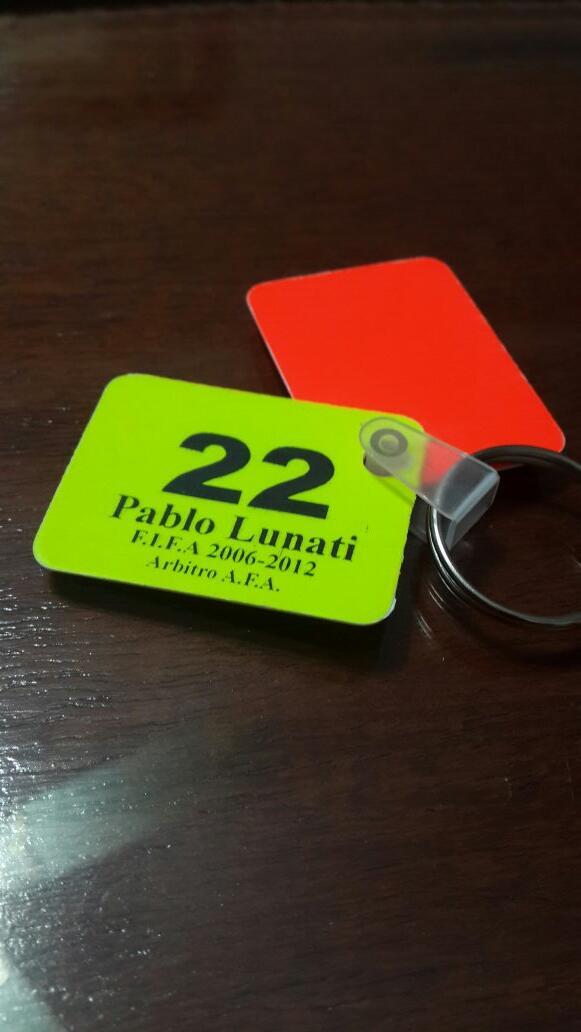 22
Pablo Lunati
F.I.F.A 2006-2012
Arbitro A.F.A.